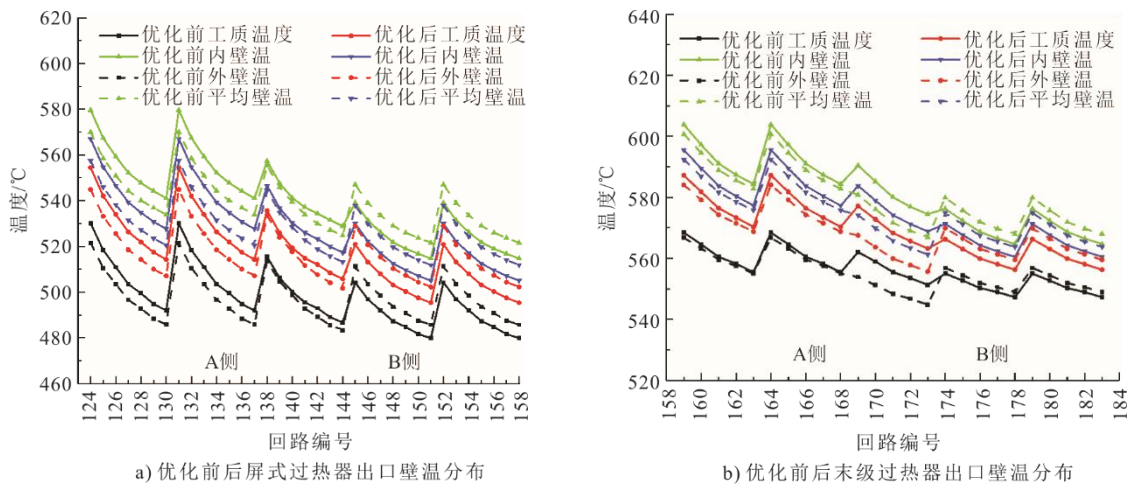 优化前工质温度 优化后工质温度
优化前内壁温 优化后内壁温
优化前外壁温 优化后外壁温
优化前平均壁温 优化后平均壁温
温度/℃
620
600
580
560
540
520
500
480
460
A侧 B侧
124 126 128 130 132 134 136 138 140 142 144 146 148 150 152 154 156 158
回路编号
a) 优化前后屏式过热器出口壁温分布
优化前工质温度 优化后工质温度
优化前内壁温 优化后内壁温
优化前外壁温 优化后外壁温
优化前平均壁温 优化后平均壁温
温度/℃
640
620
600
580
560
540
520
A侧 B侧
158 160 162 164 166 168 170 172 174 176 178 180 182 184
回路编号
b) 优化前后末级过热器出口壁温分布